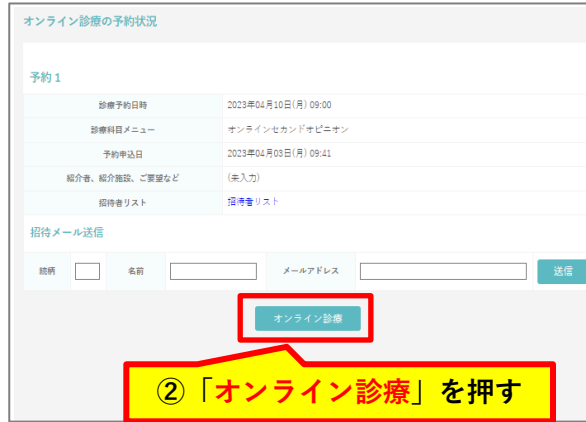 オンライン診療の予約状況
予約 1
診療予約日時 2023年04月10日(月) 09:00
診療科目メニュー オンラインセカンドオピニオン
予約申込日 2023年04月03日(月) 09:41
紹介者、紹介施設、ご要望など (未入力)
招待者リスト 招待者リスト
招待メール送信
続柄 名前 メールアドレス 送信
オンライン診療
②「オンライン診療」を押す